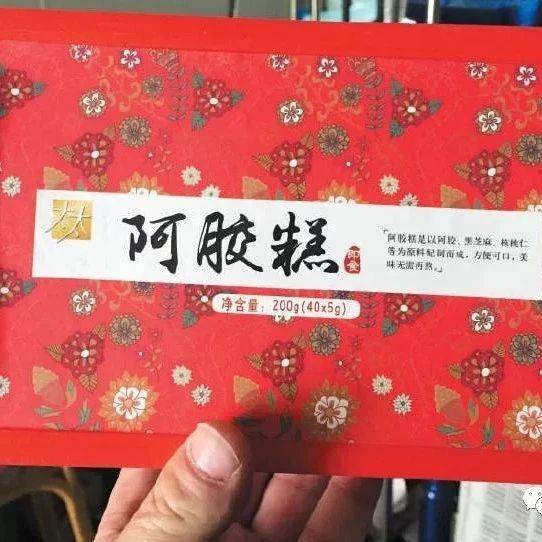 阿胶糕
即食
阿胶糕是以阿胶、黑芝麻、核桃仁
等为原料配制而成，方便可口，美
味无需再熬。
净含量：200g(40x5g)